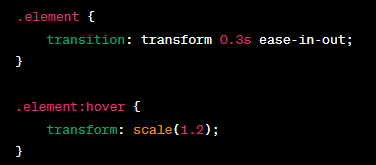 .element {
    transition: transform 0.3s ease-in-out;
}

.element:hover {
    transform: scale(1.2);
}